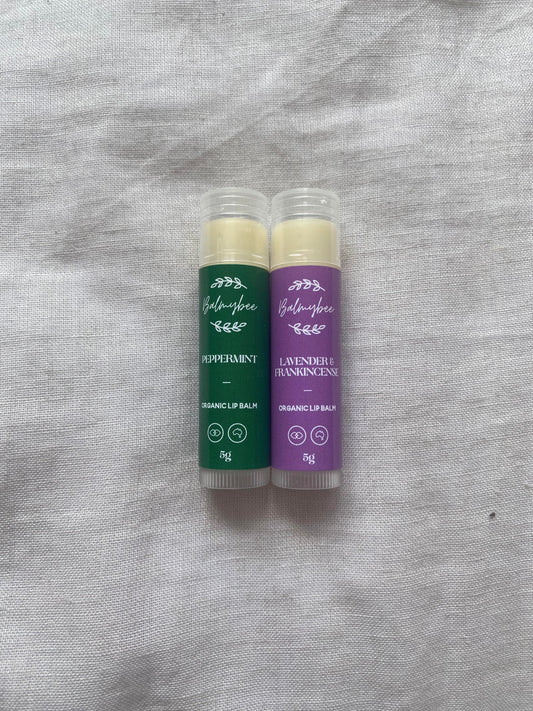 Balmybee
PEPPERMINT
ORGANIC LIP BALM
5g
Balmybee
LAVENDER &
FRANKINCENSE
ORGANIC LIP BALM
5g